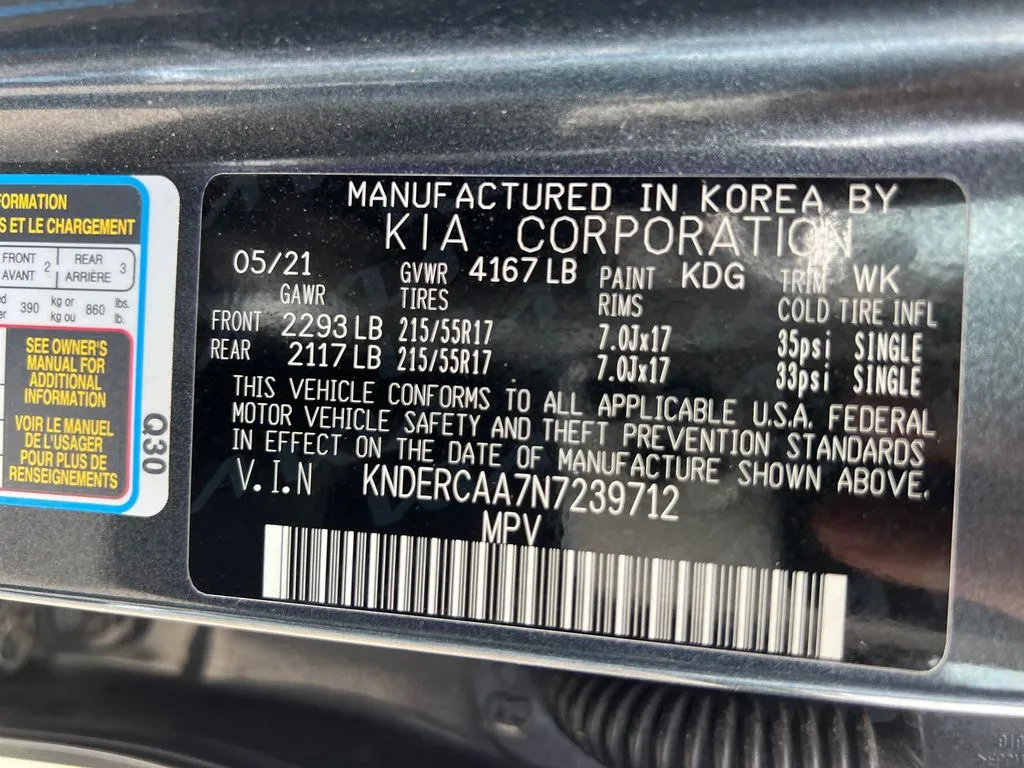 FORMATION
S ET LE CHARGEMENT
FRONT AVANT 2 REAR ARRIÈRE 3
390 kg or kg ou 860 lbs. lb.
SEE OWNER'S
MANUAL FOR
ADDITIONAL
INFORMATION
VOIR LE MANUEL
DE L'USAGER
POUR PLUS DE
RENSEIGNEMENTS
Q30
MANUFACTURED IN KOREA BY
KIA CORPORATION
05/21 GVWR 4167 LB PAINT KDG TRIM WK
GAWR TIRES RIMS COLD TIRE INFL
FRONT 2293 LB 215/55R17 7.0Jx17 35psi SINGLE
REAR 2117 LB 215/55R17 7.0Jx17 33psi SINGLE
THIS VEHICLE CONFORMS TO ALL APPLICABLE U.S.A. FEDERAL
MOTOR VEHICLE SAFETY AND THEFT PREVENTION STANDARDS
IN EFFECT ON THE DATE OF MANUFACTURE SHOWN ABOVE.
V.I.N KNDERCAA7N7239712
MPV